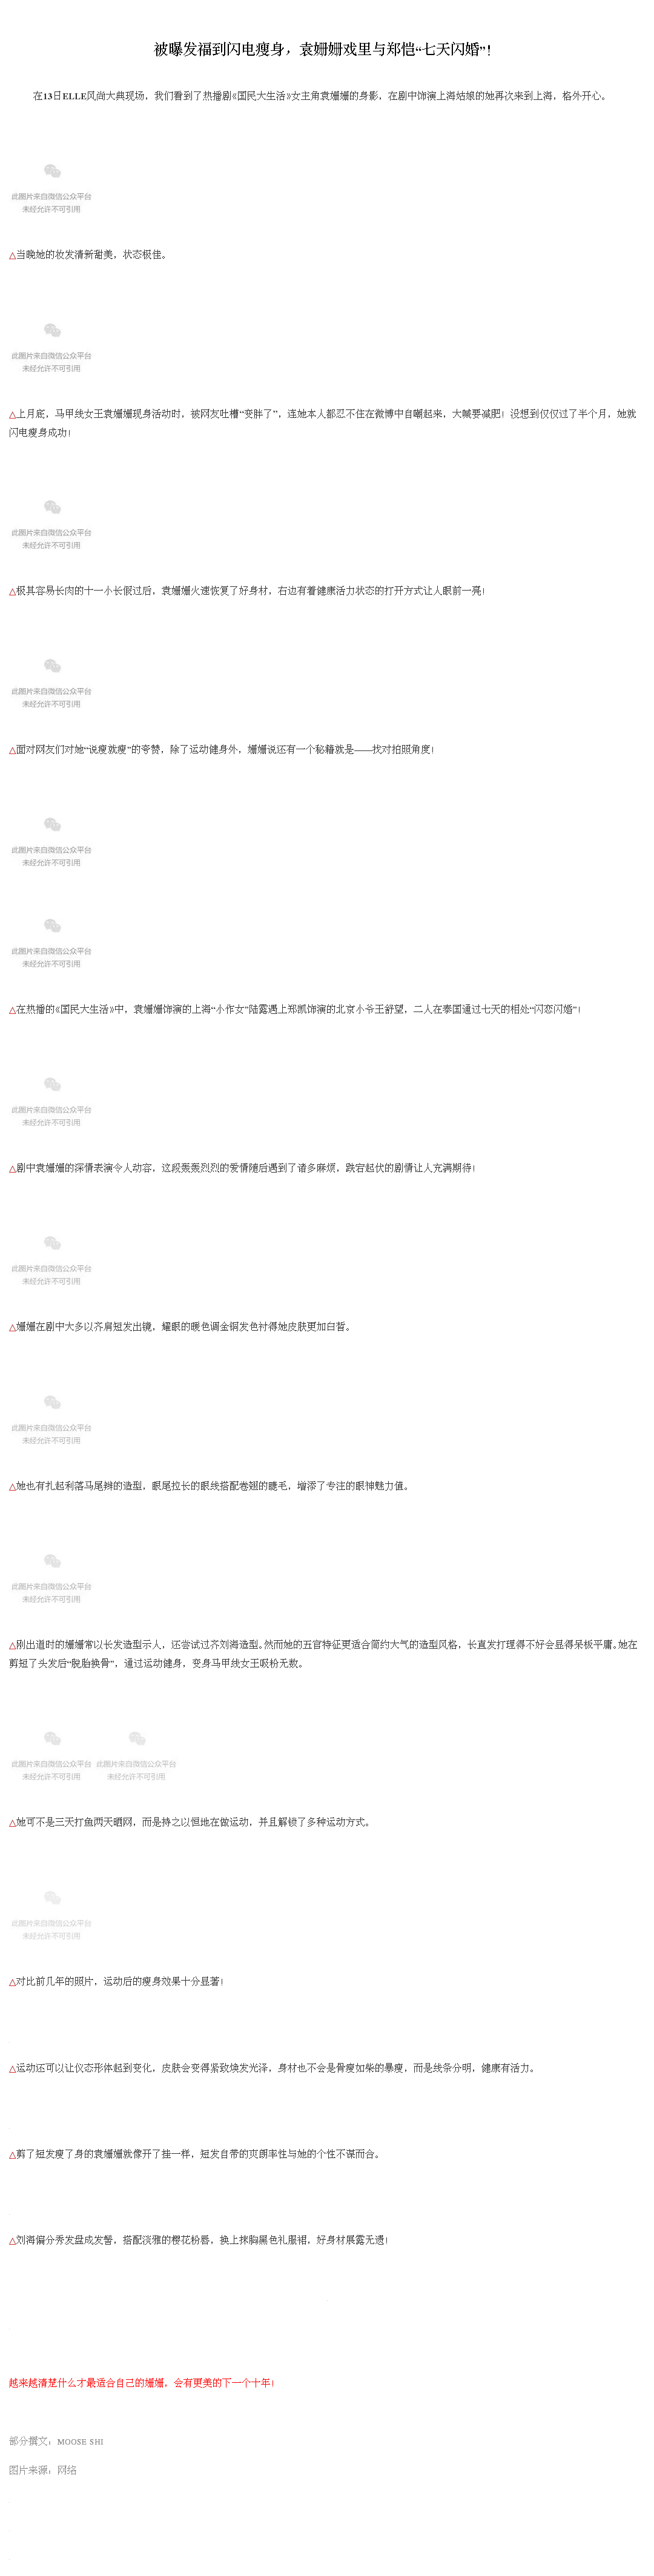 被曝发福到闪电瘦身，袁姗姗戏里与郑恺“七天闪婚”！
在13日ELLE风尚大典现场，我们看到了热播剧《国民大生活》女主角袁姗姗的身影，在剧中饰演上海姑娘的她再次来到上海，格外开心。
此图片来自微信公众平台
未经允许不可引用
△当晚她的妆发清新甜美，状态极佳。
此图片来自微信公众平台
未经允许不可引用
△上月底，马甲线女王袁姗姗现身活动时，被网友吐槽“变胖了”，连她本人都忍不住在微博中自嘲起来，大喊要减肥！没想到仅仅过了半个月，她就
闪电瘦身成功！
此图片来自微信公众平台
未经允许不可引用
△极其容易长肉的十一小长假过后，袁姗姗火速恢复了好身材，右边有着健康活力状态的打开方式让人眼前一亮！
此图片来自微信公众平台
未经允许不可引用
△面对网友们对她“说瘦就瘦”的夸赞，除了运动健身外，姗姗说还有一个秘籍就是——找对拍照角度！
此图片来自微信公众平台
未经允许不可引用
此图片来自微信公众平台
未经允许不可引用
△在热播的《国民大生活》中，袁姗姗饰演的上海“小作女”陆露遇上郑凯饰演的北京小爷王舒望，二人在泰国通过七天的相处“闪恋闪婚”！
此图片来自微信公众平台
未经允许不可引用
△剧中袁姗姗的深情表演令人动容，这段轰轰烈烈的爱情随后遇到了诸多麻烦，跌宕起伏的剧情让人充满期待！
此图片来自微信公众平台
未经允许不可引用
△姗姗在剧中大多以齐肩短发出镜，耀眼的暖色调金铜发色衬得她皮肤更加白皙。
此图片来自微信公众平台
未经允许不可引用
△她也有扎起利落马尾辫的造型，眼尾拉长的眼线搭配卷翘的睫毛，增添了专注的眼神魅力值。
此图片来自微信公众平台
未经允许不可引用
△刚出道时的姗姗常以长发造型示人，还尝试过齐刘海造型。然而她的五官特征更适合简约大气的造型风格，长直发打理得不好会显得呆板平庸。她在
剪短了头发后“脱胎换骨”，通过运动健身，变身马甲线女王吸粉无数。
此图片来自微信公众平台 此图片来自微信公众平台
未经允许不可引用 未经允许不可引用
△她可不是三天打鱼两天晒网，而是持之以恒地在做运动，并且解锁了多种运动方式。
此图片来自微信公众平台
未经允许不可引用
△对比前几年的照片，运动后的瘦身效果十分显著！
△运动还可以让仪态形体起到变化，皮肤会变得紧致焕发光泽，身材也不会是骨瘦如柴的暴瘦，而是线条分明，健康有活力。
△剪了短发瘦了身的袁姗姗就像开了挂一样，短发自带的爽朗率性与她的个性不谋而合。
△刘海偏分秀发盘成发髻，搭配淡雅的樱花粉唇，换上抹胸黑色礼服裙，好身材展露无遗！
越来越清楚什么才最适合自己的姗姗，会有更美的下一个十年！
部分撰文：MOOSE SHI
图片来源：网络